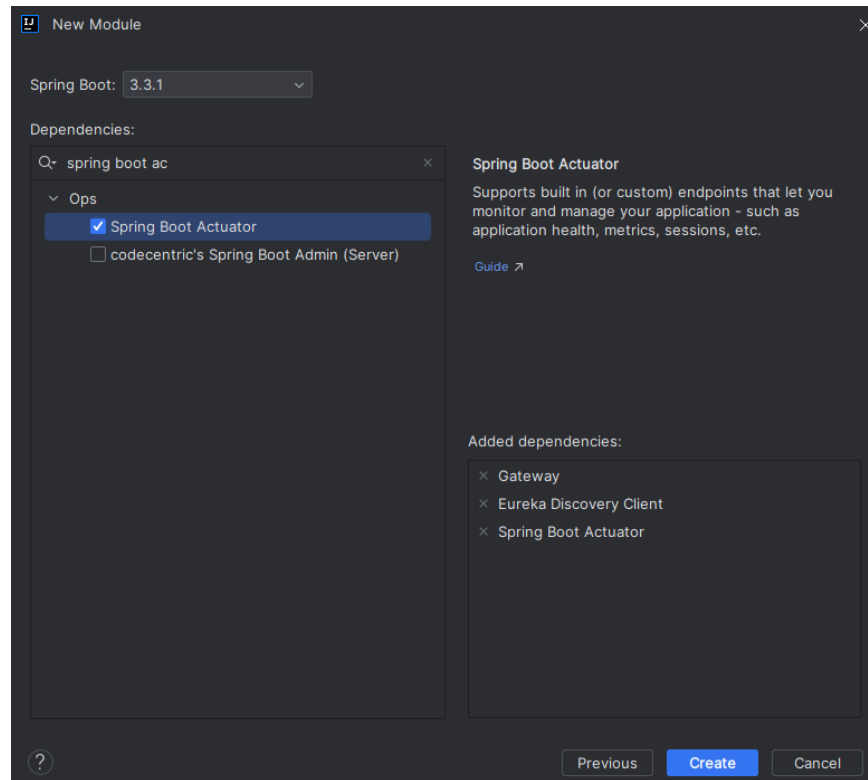 IJ New Module
Spring Boot: 3.3.1
Dependencies:
spring boot ac
Ops
Spring Boot Actuator
codecentric's Spring Boot Admin (Server)
Spring Boot Actuator
Supports built in (or custom) endpoints that let you
monitor and manage your application - such as
application health, metrics, sessions, etc.
Guide ↗
Added dependencies:
Gateway
Eureka Discovery Client
Spring Boot Actuator
? Previous Create Cancel